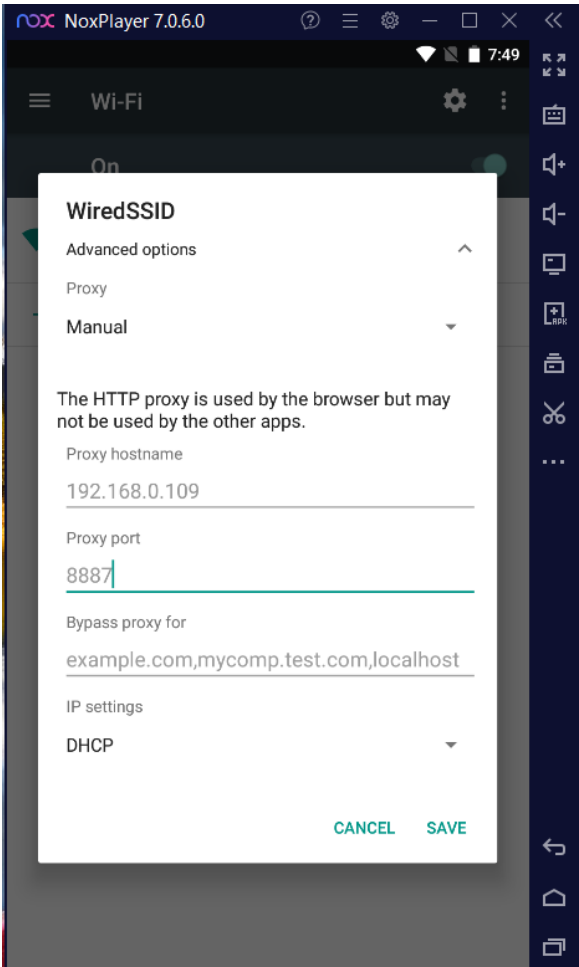 nox NoxPlayer 7.0.6.0
7:49
Wi-Fi
On
WiredSSID
Advanced options
Proxy
Manual
The HTTP proxy is used by the browser but may
not be used by the other apps.
Proxy hostname
192.168.0.109
Proxy port
8887
Bypass proxy for
example.com,mycomp.test.com,localhost
IP settings
DHCP
CANCEL SAVE
APK